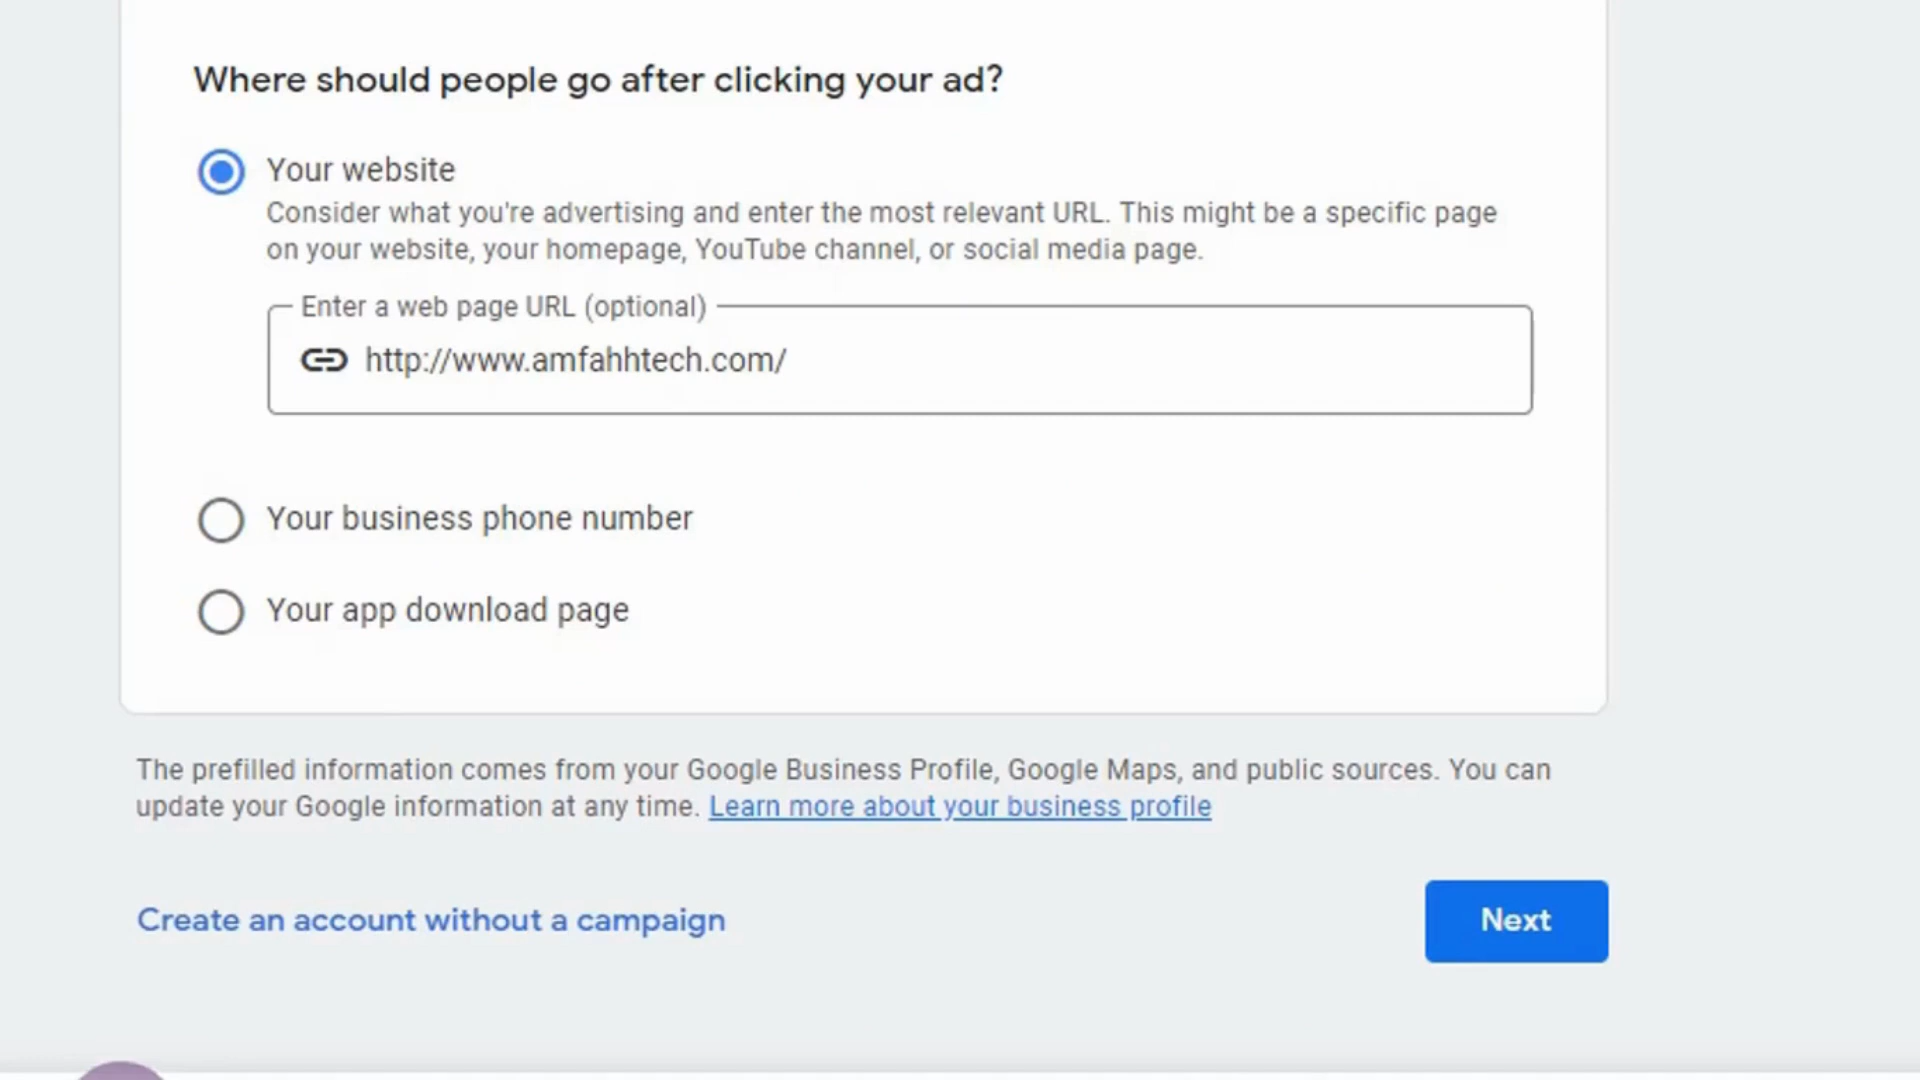 Where should people go after clicking your ad?
Your website
Consider what you're advertising and enter the most relevant URL. This might be a specific page
on your website, your homepage, YouTube channel, or social media page.
Enter a web page URL (optional)
http://www.amfahhtech.com/
Your business phone number
Your app download page
The prefilled information comes from your Google Business Profile, Google Maps, and public sources. You can
update your Google information at any time. Learn more about your business profile
Create an account without a campaign
Next